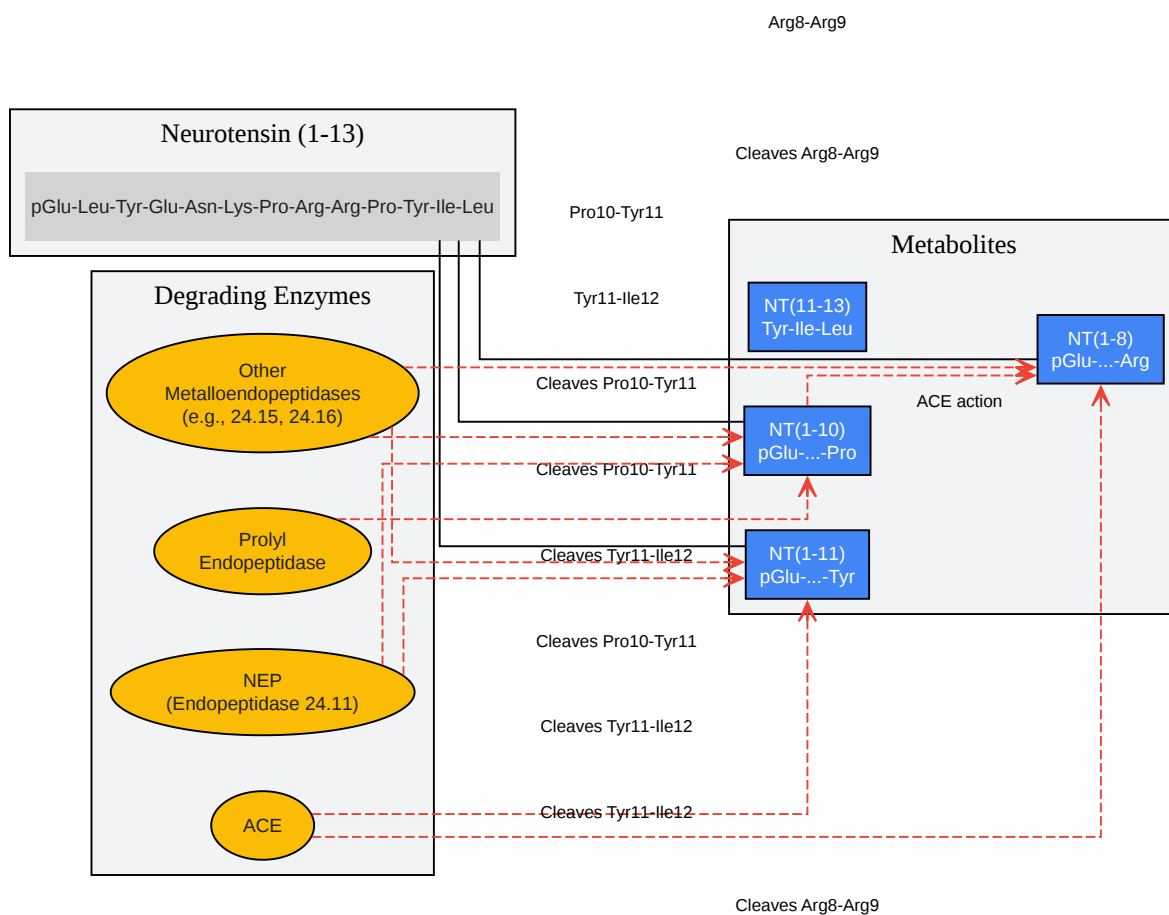 Arg8-Arg9
Neurotensin (1-13)
pGlu-Leu-Tyr-Glu-Asn-Lys-Pro-Arg-Arg-Pro-Tyr-Ile-Leu
Cleaves Arg8-Arg9
Pro10-Tyr11
Tyr11-Ile12
Degrading Enzymes
Other
Metalloendopeptidases
(e.g., 24.15, 24.16)
Prolyl
Endopeptidase
NEP
(Endopeptidase 24.11)
ACE
Cleaves Pro10-Tyr11
Cleaves Pro10-Tyr11
Cleaves Tyr11-Ile12
Cleaves Pro10-Tyr11
Cleaves Tyr11-Ile12
Cleaves Tyr11-Ile12
Metabolites
NT(11-13)
Tyr-Ile-Leu
NT(1-8)
pGlu-...-Arg
ACE action
NT(1-10)
pGlu-...-Pro
NT(1-11)
pGlu-...-Tyr
Cleaves Arg8-Arg9